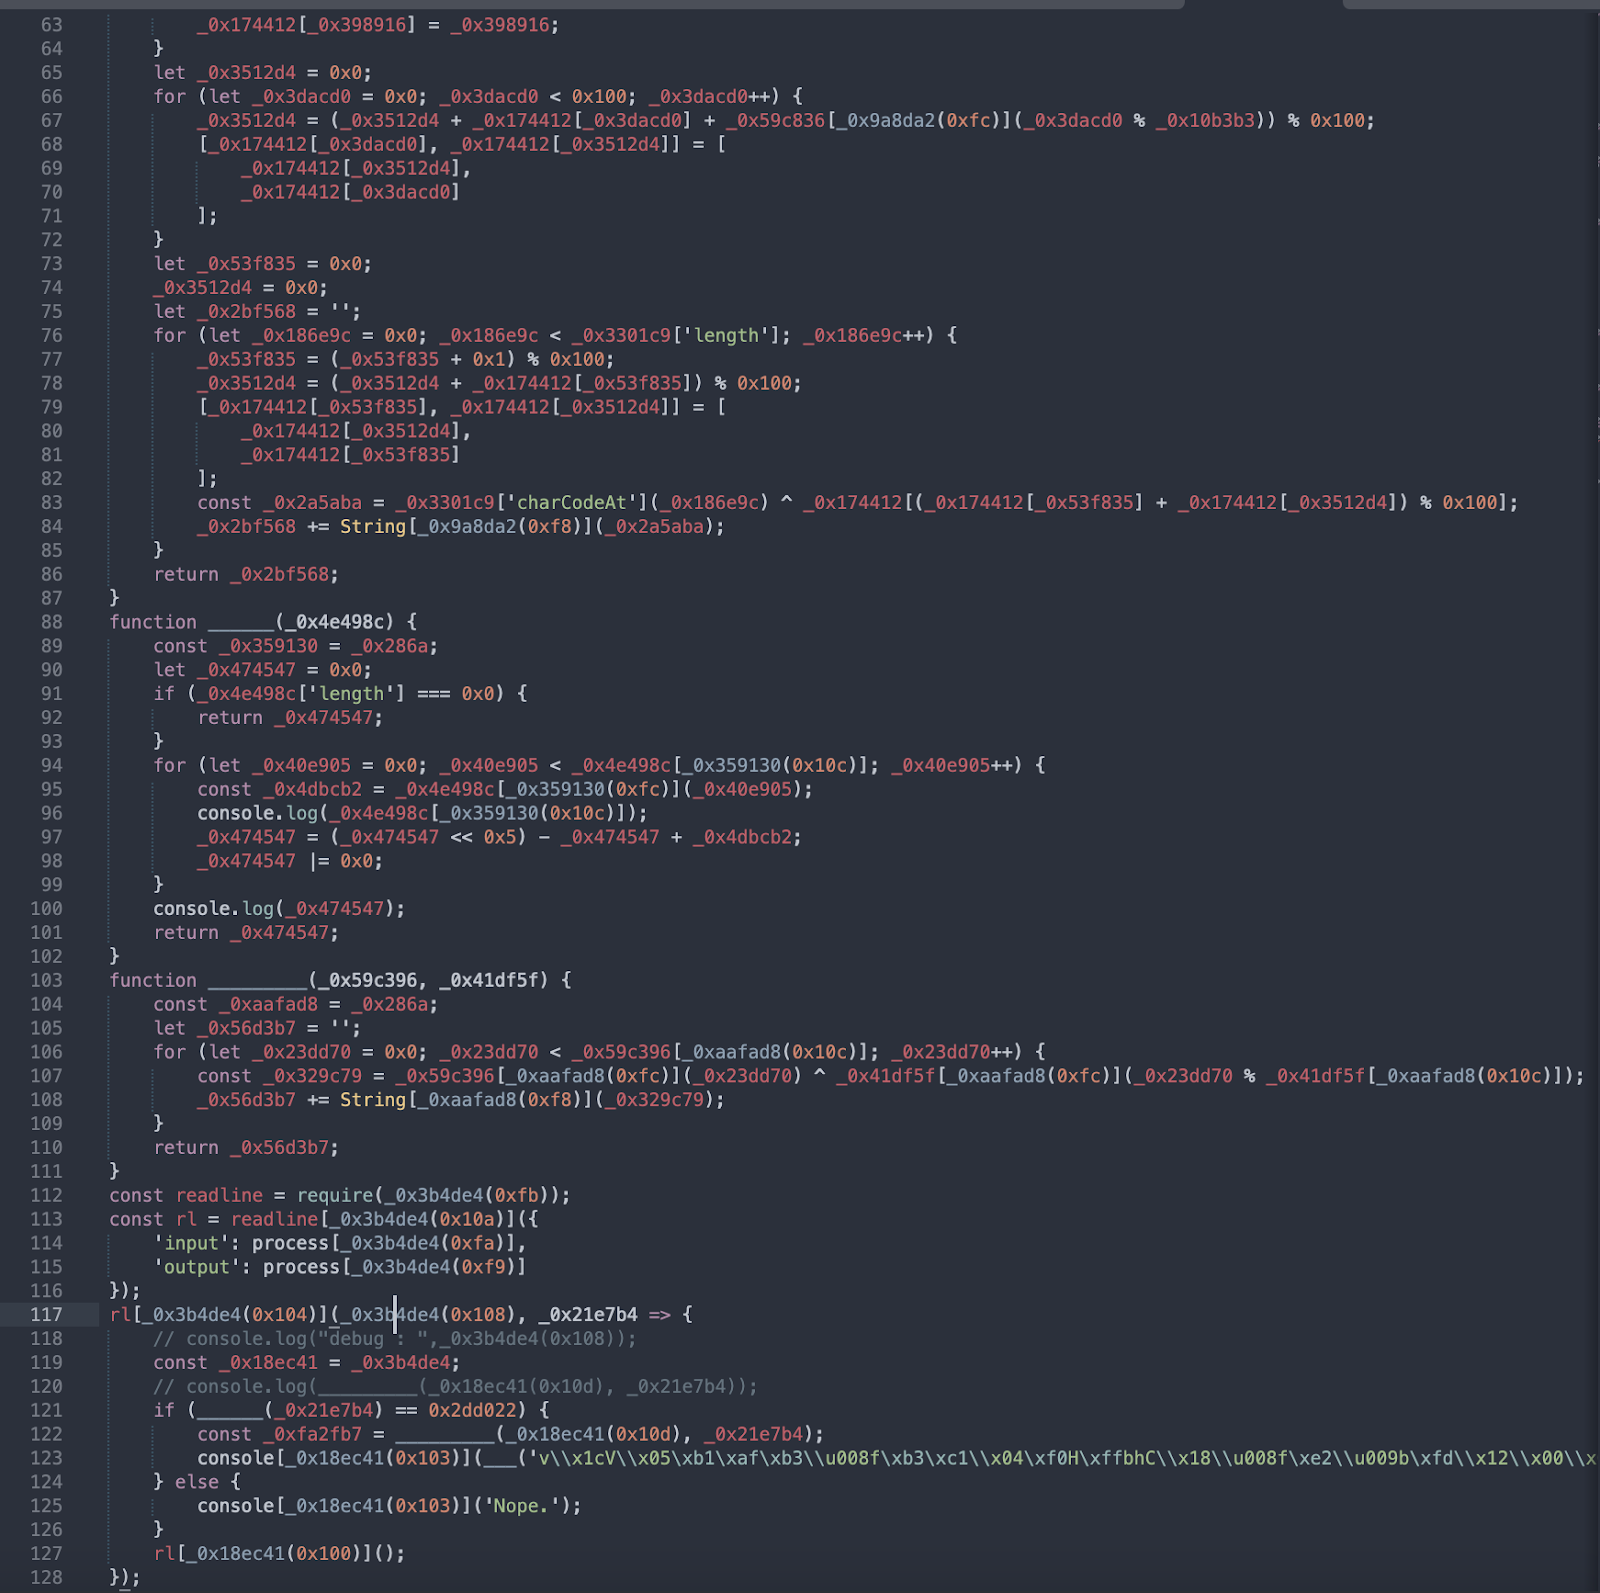 63 _0x174412[_0x398916] = _0x398916;
64 }
65 let _0x3512d4 = 0x0;
66 for (let _0x3dacd0 = 0x0; _0x3dacd0 < 0x100; _0x3dacd0++) {
67 _0x3512d4 = (_0x3512d4 + _0x174412[_0x3dacd0] + _0x59c836[_0x9a8da2(0xfc)](_0x3dacd0 % _0x10b3b3)) % 0x100;
68 [_0x174412[_0x3dacd0], _0x174412[_0x3512d4]] = [
69 _0x174412[_0x3512d4],
70 _0x174412[_0x3dacd0]
71 ];
72 }
73 let _0x53f835 = 0x0;
74 _0x3512d4 = 0x0;
75 let _0x2bf568 = '';
76 for (let _0x186e9c = 0x0; _0x186e9c < _0x3301c9['length']; _0x186e9c++) {
77 _0x53f835 = (_0x53f835 + 0x1) % 0x100;
78 _0x3512d4 = (_0x3512d4 + _0x174412[_0x53f835]) % 0x100;
79 [_0x174412[_0x53f835], _0x174412[_0x3512d4]] = [
80 _0x174412[_0x3512d4],
81 _0x174412[_0x53f835]
82 ];
83 const _0x2a5aba = _0x3301c9['charCodeAt'](_0x186e9c) ^ _0x174412[(_0x174412[_0x53f835] + _0x174412[_0x3512d4]) % 0x100];
84 _0x2bf568 += String[_0x9a8da2(0xf8)](_0x2a5aba);
85 }
86 return _0x2bf568;
87 }
88 function ______(_0x4e498c) {
89 const _0x359130 = _0x286a;
90 let _0x474547 = 0x0;
91 if (_0x4e498c['length'] === 0x0) {
92 return _0x474547;
93 }
94 for (let _0x40e905 = 0x0; _0x40e905 < _0x4e498c[_0x359130(0x10c)]; _0x40e905++) {
95 const _0x4dbcb2 = _0x4e498c[_0x359130(0xfc)](_0x40e905);
96 console.log(_0x4e498c[_0x359130(0x10c)]);
97 _0x474547 = (_0x474547 << 0x5) - _0x474547 + _0x4dbcb2;
98 _0x474547 |= 0x0;
99 }
100 console.log(_0x474547);
101 return _0x474547;
102 }
103 function _________(_0x59c396, _0x41df5f) {
104 const _0xaafad8 = _0x286a;
105 let _0x56d3b7 = '';
106 for (let _0x23dd70 = 0x0; _0x23dd70 < _0x59c396[_0xaafad8(0x10c)]; _0x23dd70++) {
107 const _0x329c79 = _0x59c396[_0xaafad8(0xfc)](_0x23dd70) ^ _0x41df5f[_0xaafad8(0xfc)](_0x23dd70 % _0x41df5f[_0xaafad8(0x10c)]);
108 _0x56d3b7 += String[_0xaafad8(0xf8)](_0x329c79);
109 }
110 return _0x56d3b7;
111 }
112 const readline = require(_0x3b4de4(0xfb));
113 const rl = readline[_0x3b4de4(0x10a)]({
114 'input': process[_0x3b4de4(0xfa)],
115 'output': process[_0x3b4de4(0xf9)]
116 });
117 rl[_0x3b4de4(0x104)](_0x3b4de4(0x108), _0x21e7b4 => {
118 // console.log("debug : ",_0x3b4de4(0x108));
119 const _0x18ec41 = _0x3b4de4;
120 // console.log(_________(_0x18ec41(0x10d), _0x21e7b4));
121 if (______(_0x21e7b4) == 0x2dd022) {
122 const _0xfa2fb7 = _________(_0x18ec41(0x10d), _0x21e7b4);
123 console[_0x18ec41(0x103)](___('v\\x1cV\\x05\xb1\xaf\xb3\\u008f\xb3\xc1\\x04\xf0H\xffbhC\\x18\\u008f\xe2\\u009b\xfd\\x12\\x00\\x
124 } else {
125 console[_0x18ec41(0x103)]('Nope.');
126 }
127 rl[_0x18ec41(0x100)]();
128 });